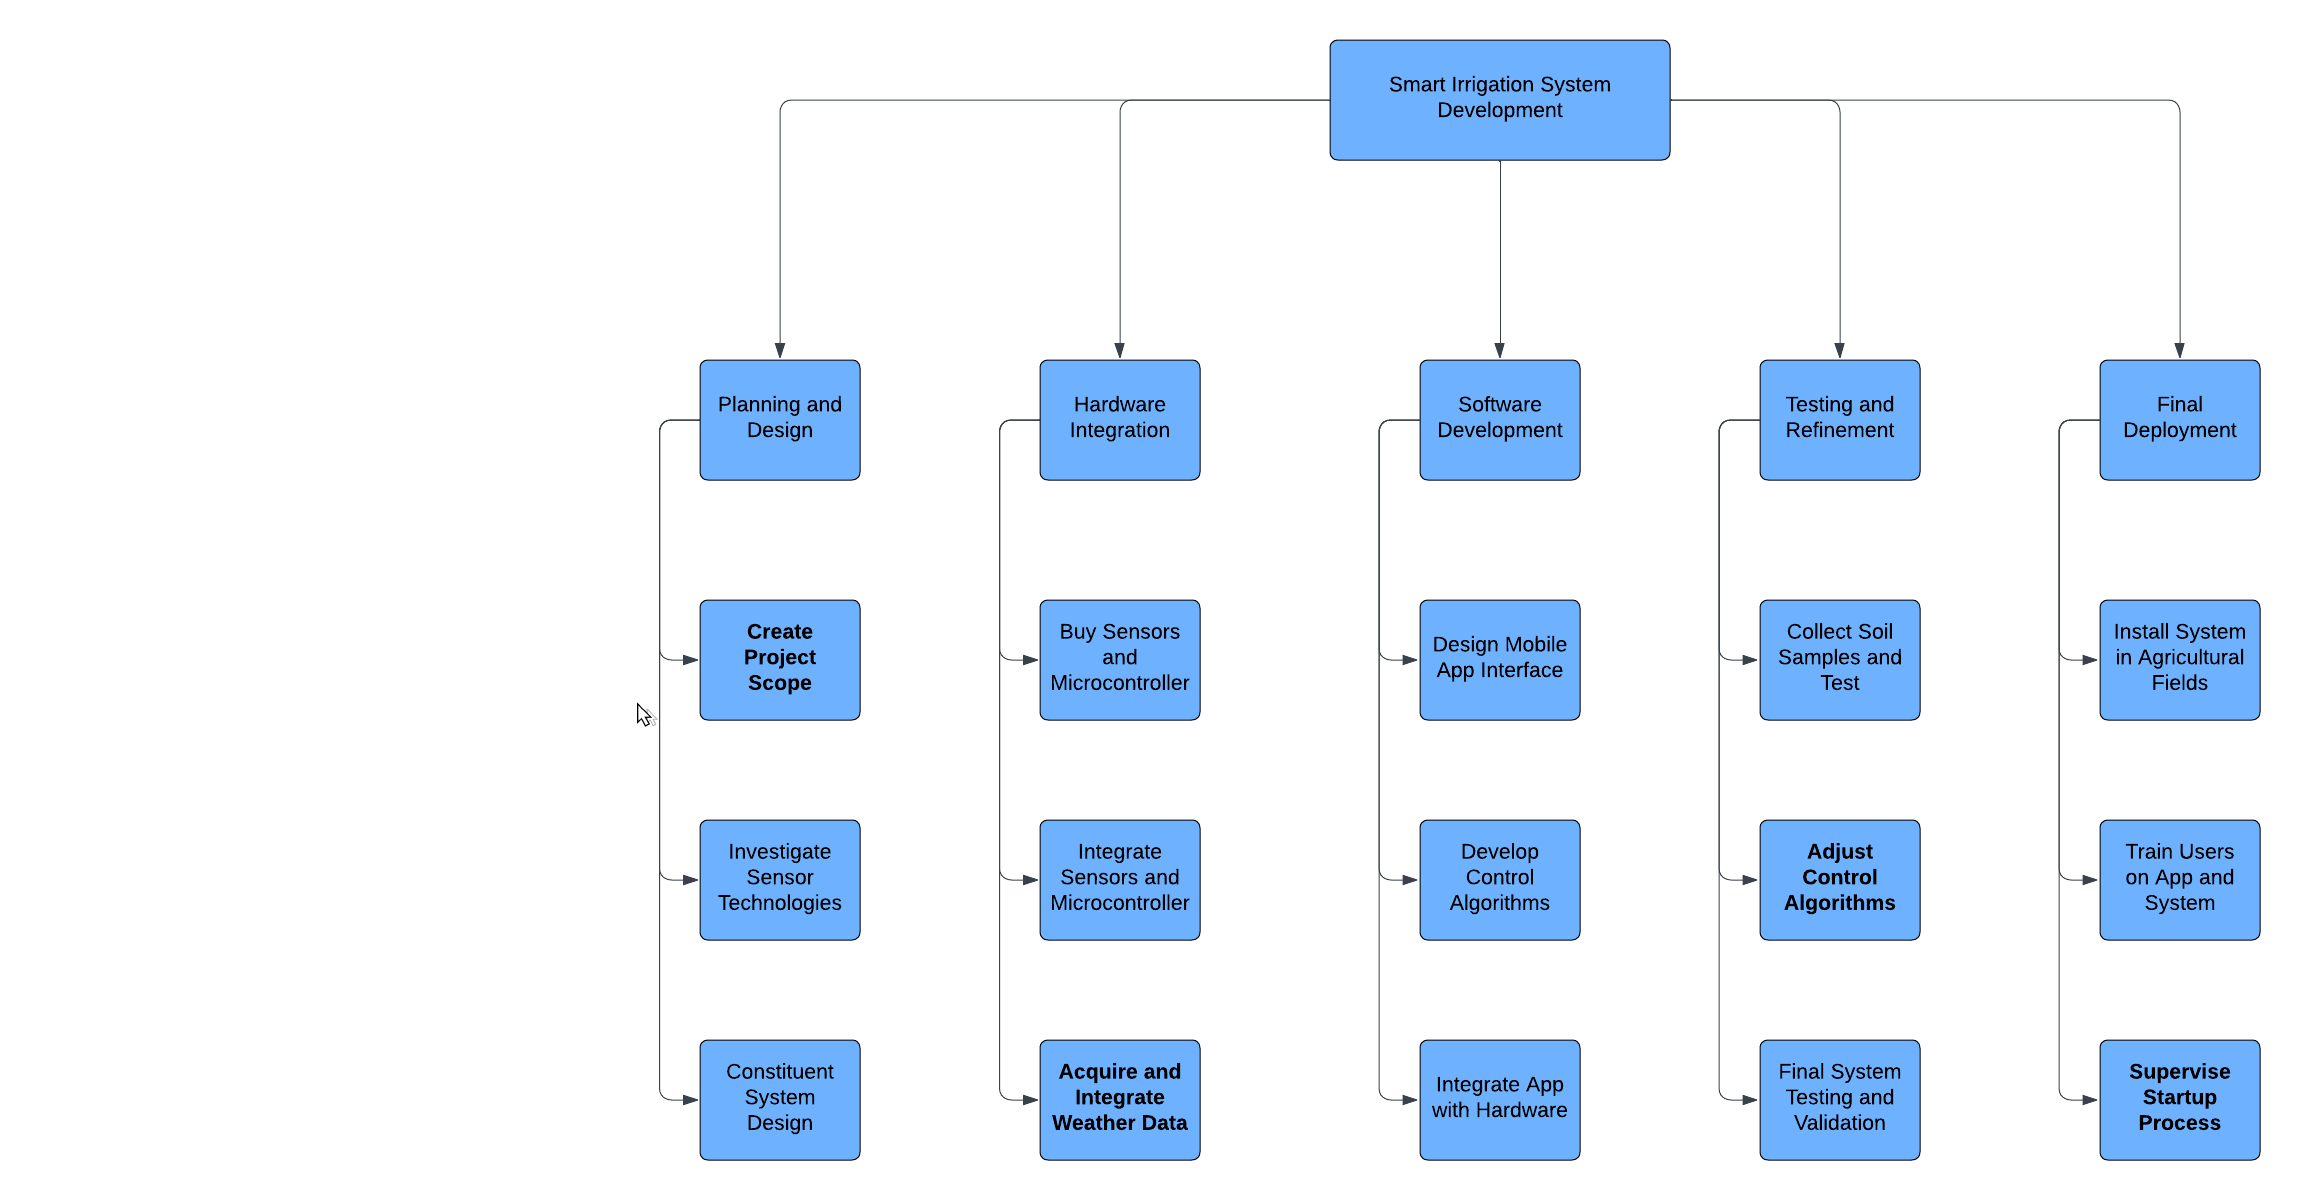 Smart Irrigation System
Development
Planning and
Design
Hardware
Integration
Software
Development
Testing and
Refinement
Final
Deployment
Create
Project
Scope
Buy Sensors
and
Microcontroller
Design Mobile
App Interface
Collect Soil
Samples and
Test
Install System
in Agricultural
Fields
Investigate
Sensor
Technologies
Integrate
Sensors and
Microcontroller
Develop
Control
Algorithms
Adjust
Control
Algorithms
Train Users
on App and
System
Constituent
System
Design
Acquire and
Integrate
Weather Data
Integrate App
with Hardware
Final System
Testing and
Validation
Supervise
Startup
Process